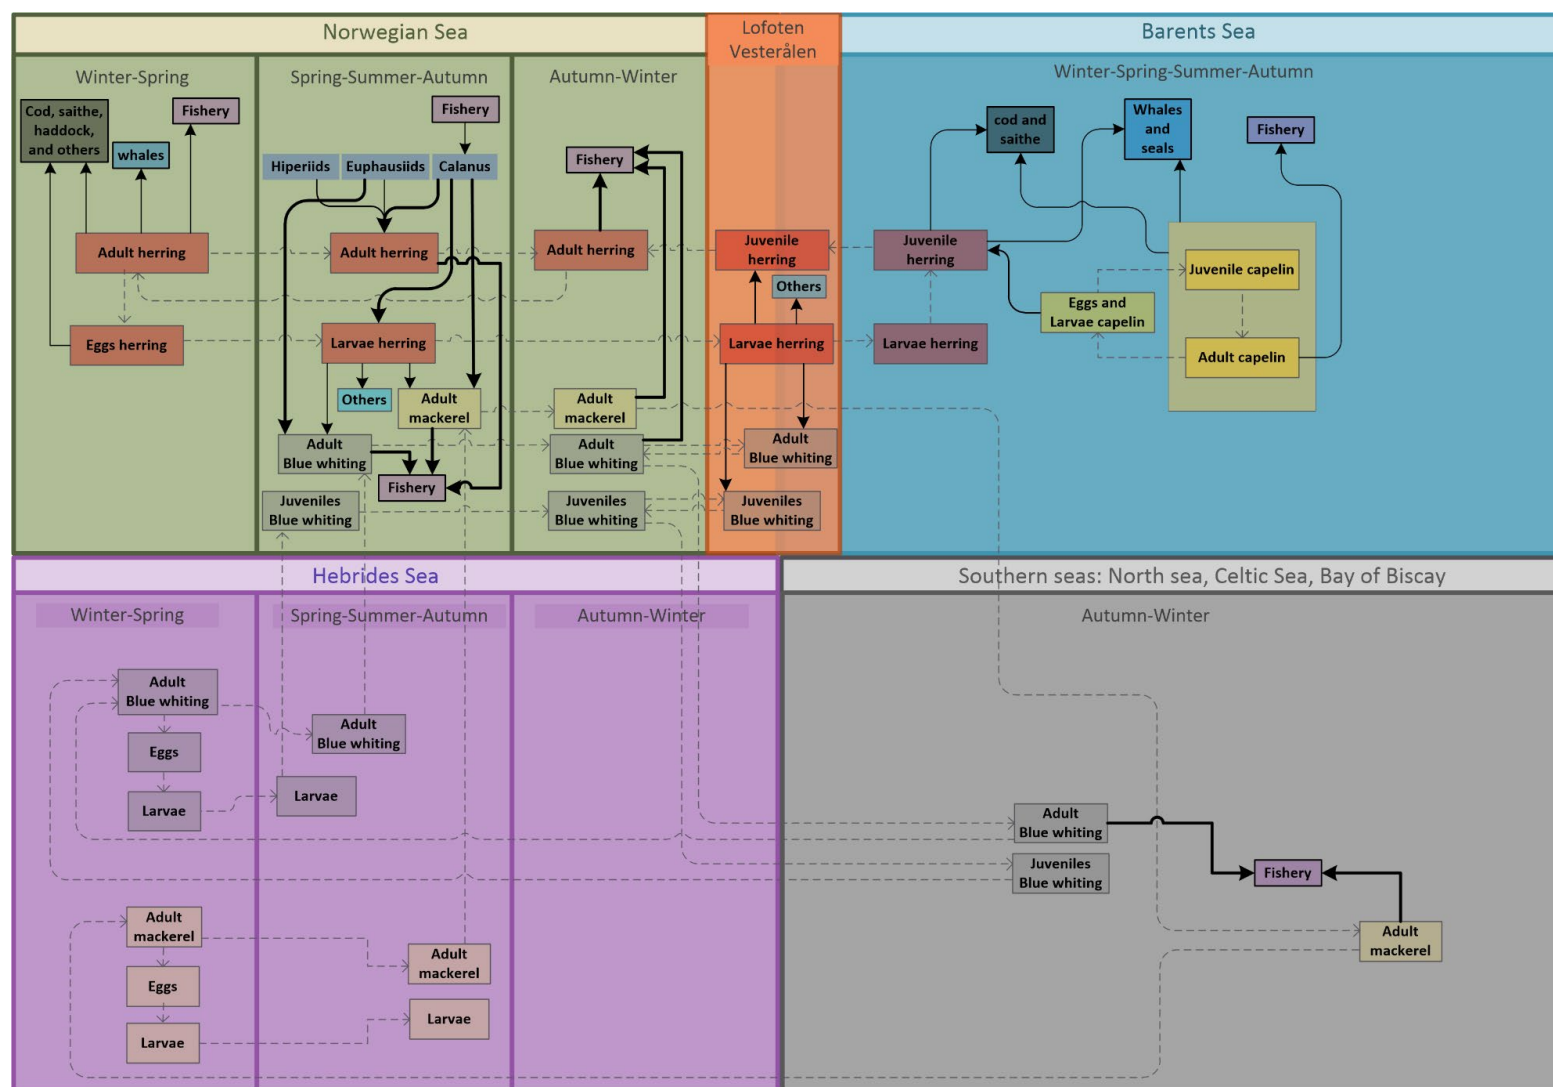 Norwegian Sea
Lofoten
Vesterålen
Barents Sea
Winter-Spring
Spring-Summer-Autumn
Autumn-Winter
Winter-Spring-Summer-Autumn
Cod, saithe,
haddock,
and others
whales
Fishery
Fishery
Hiperiids
Euphausiids
Calanus
Fishery
cod and
saithe
Whales
and
seals
Fishery
Adult herring
Adult herring
Adult herring
Juvenile
herring
Juvenile
herring
Juvenile capelin
Others
Eggs and
Larvae capelin
Eggs herring
Larvae herring
Larvae herring
Larvae herring
Adult capelin
Others
Adult
mackerel
Adult
mackerel
Adult
Blue whiting
Adult
Blue whiting
Adult
Blue whiting
Fishery
Juveniles
Blue whiting
Juveniles
Blue whiting
Juveniles
Blue whiting
Hebrides Sea
Southern seas: North sea, Celtic Sea, Bay of Biscay
Winter-Spring
Spring-Summer-Autumn
Autumn-Winter
Autumn-Winter
Adult
Blue whiting
Adult
Blue whiting
Eggs
Larvae
Larvae
Adult
Blue whiting
Juveniles
Blue whiting
Fishery
Adult
mackerel
Adult
mackerel
Adult
mackerel
Eggs
Larvae
Larvae